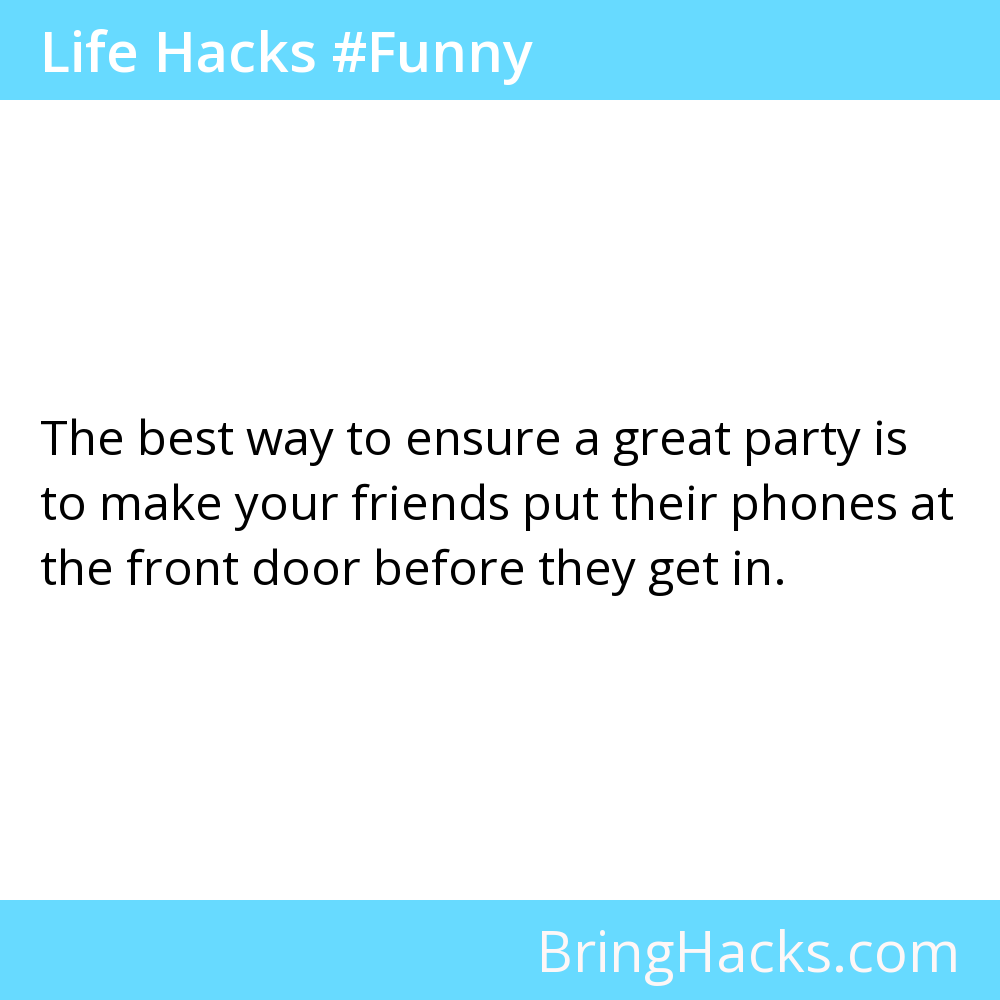 Life Hacks #Funny
The best way to ensure a great party is
to make your friends put their phones at
the front door before they get in.
BringHacks.com